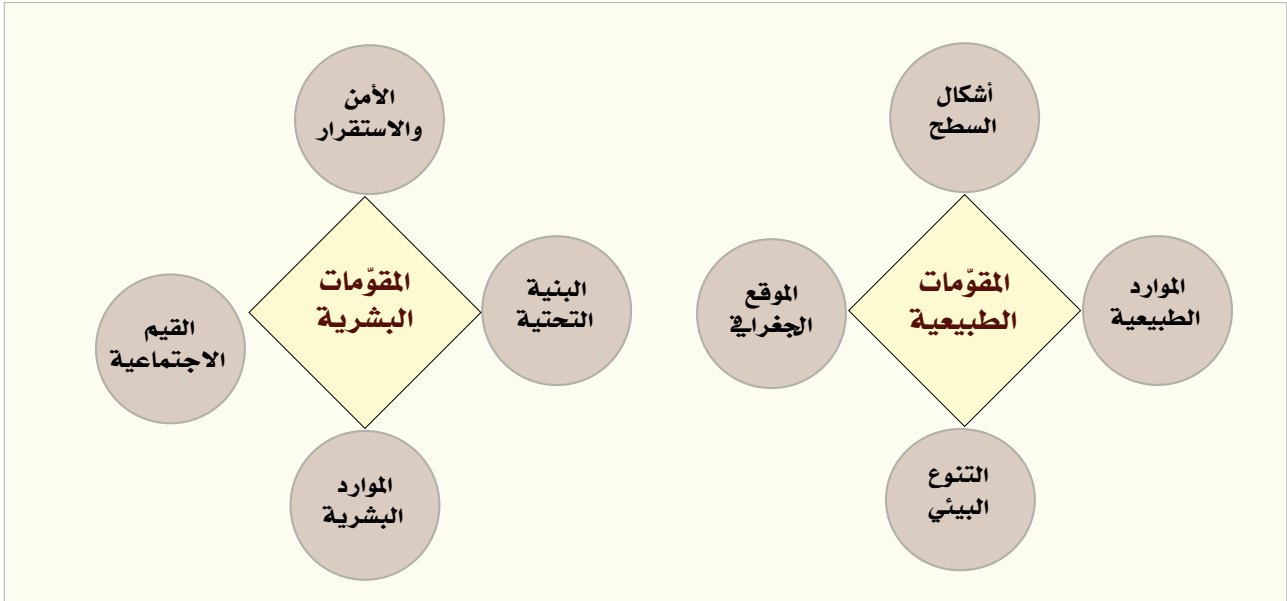 أشكال
السطح
الموارد
الطبيعية
المقوّمات
الطبيعية
الموقع
الجغرافي
التنوع
البيئي
الأمن
والاستقرار
البنية
التحتية
المقوّمات
البشرية
القيم
الاجتماعية
الموارد
البشرية